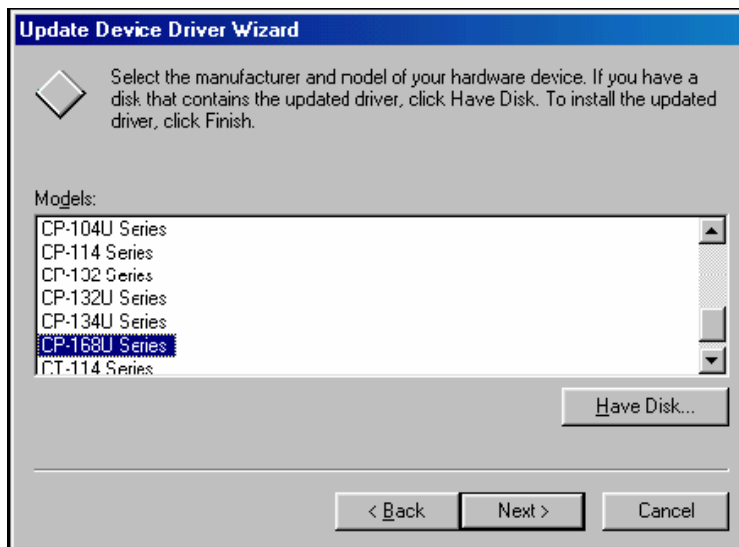 Update Device Driver Wizard
Select the manufacturer and model of your hardware device. If you have a
disk that contains the updated driver, click Have Disk. To install the updated
driver, click Finish.
Models:
CP-104U Series
CP-114 Series
CP-132 Series
CP-132U Series
CP-134U Series
CP-168U Series
CT-114 Series
Have Disk...
< Back
Next >
Cancel